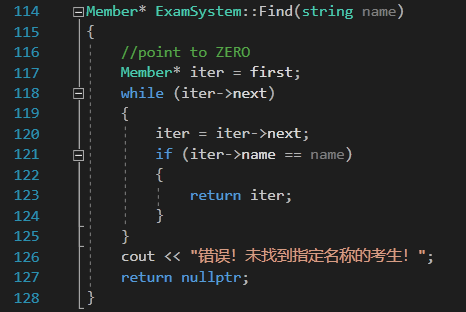 114 Member* ExamSystem::Find(string name)
115 {
116 //point to ZERO
117 Member* iter = first;
118 while (iter->next)
119 {
120 iter = iter->next;
121 if (iter->name == name)
122 {
123 return iter;
124 }
125 }
126 cout << "错误！未找到指定名称的考生！";
127 return nullptr;
128 }